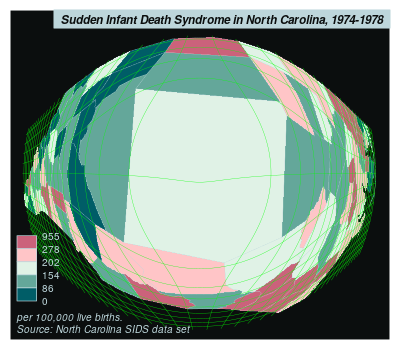 Sudden Infant Death Syndrome in North Carolina, 1974-1978
955
278
202
154
86
0
per 100,000 live births.
Source: North Carolina SIDS data set